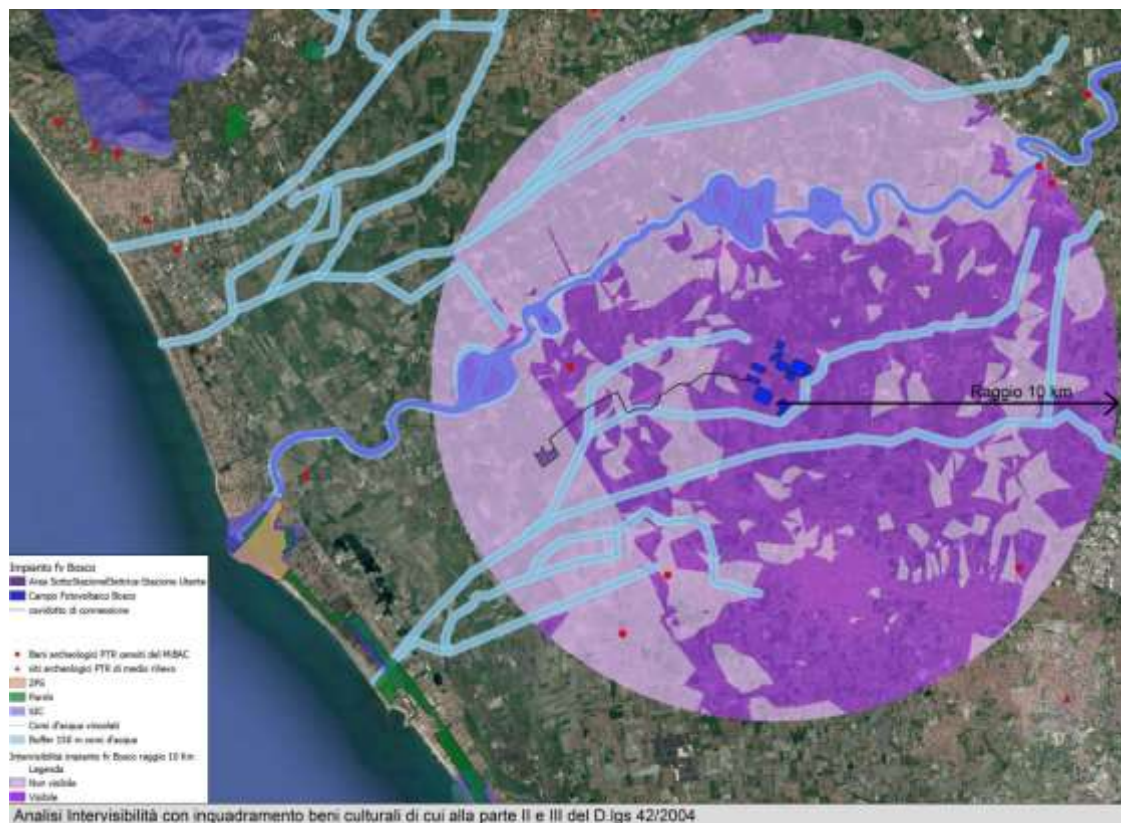 Raggio 10 km
Impianto fv Bosco
Area SottoStazioneElettrica-Stazione Utente
Campo Fotovoltaico Bosco
cavidotto di connessione
Beni archeologici PTR censiti del MiBAC
siti archeologici PTR di medio rilievo
ZPS
Parchi
SIC
Corsi d'acqua vincolati
Buffer 150 m corsi d'acqua
Intervisibilità impianto fv Bosco raggio 10 Km
Legenda
Non visibile
Visibile
Analisi Intervisibilità con inquadramento beni culturali di cui alla parte II e III del D.lgs 42/2004